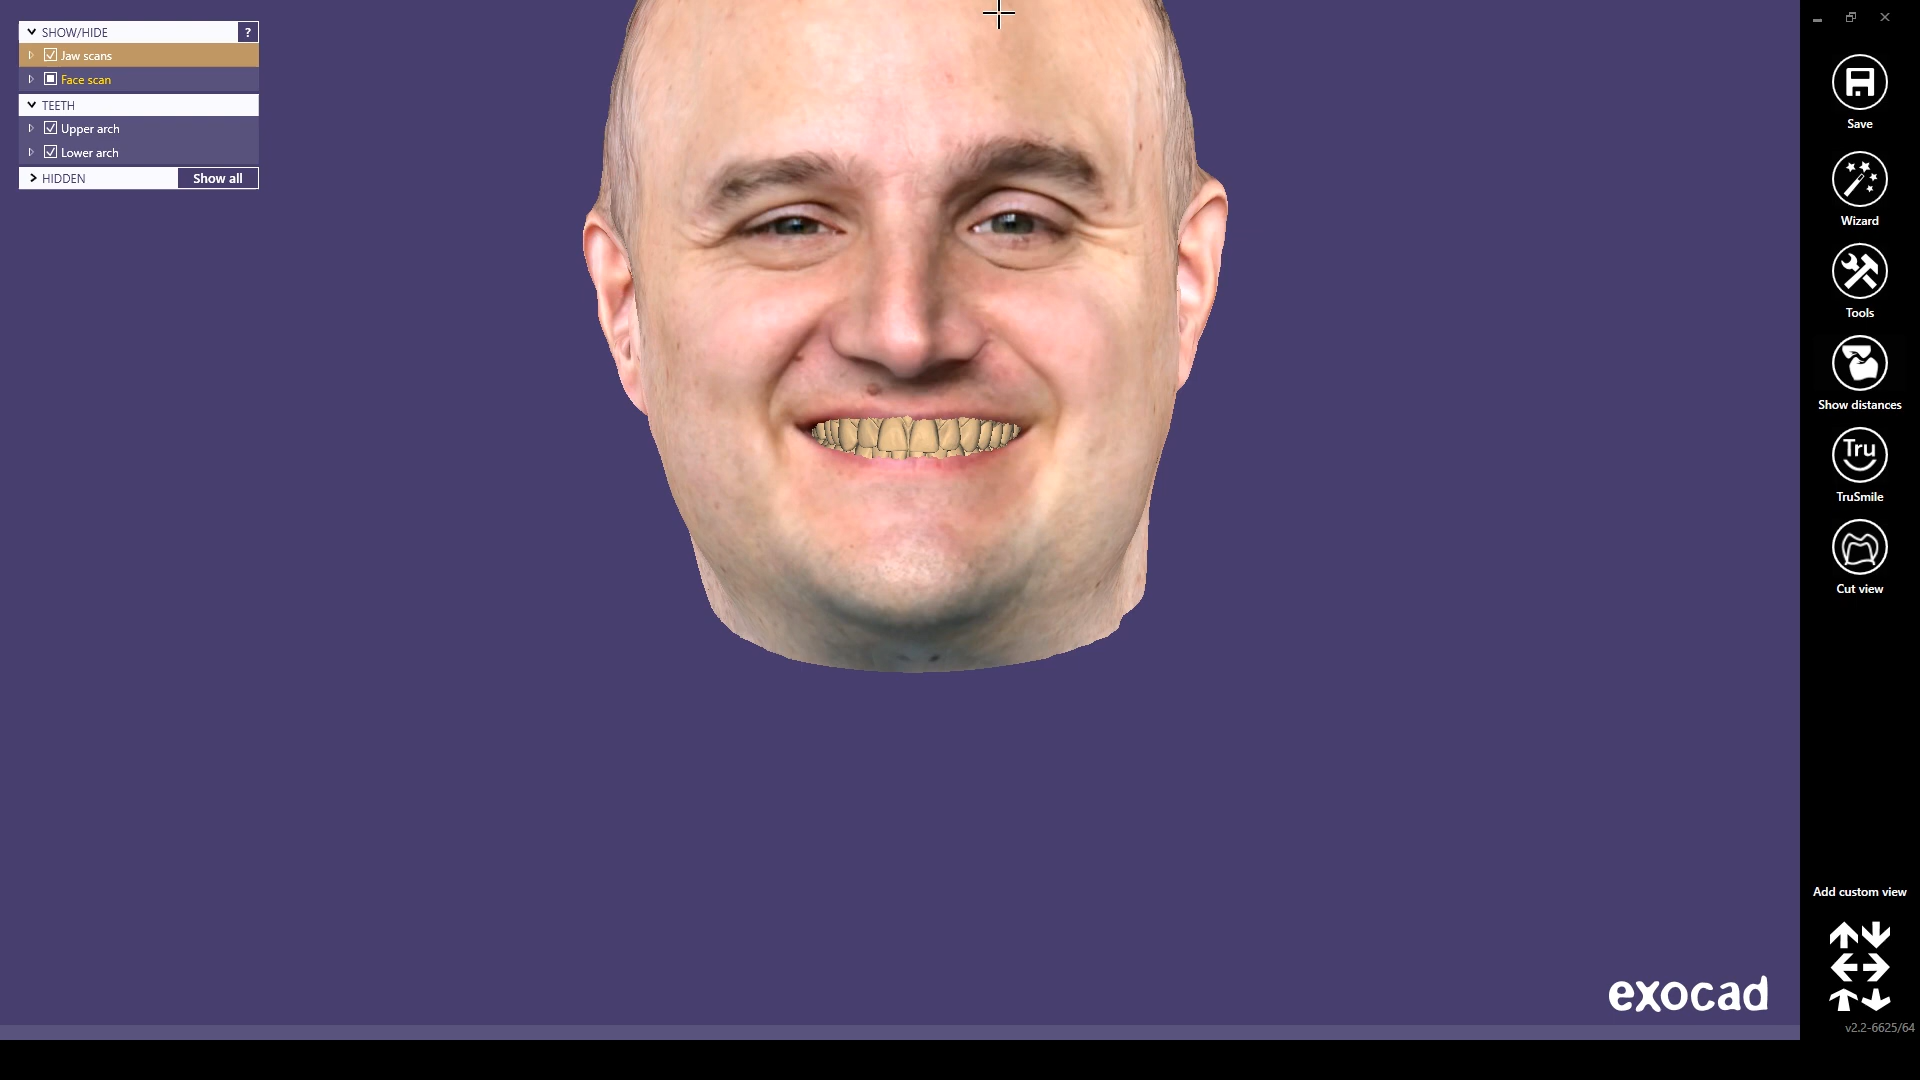 SHOW/HIDE ?
Jaw scans
Face scan
TEETH
Upper arch
Lower arch
HIDDEN Show all
Save
Wizard
Tools
Show distances
Tru
TruSmile
Cut view
Add custom view
exocad
v2.2-6625/64